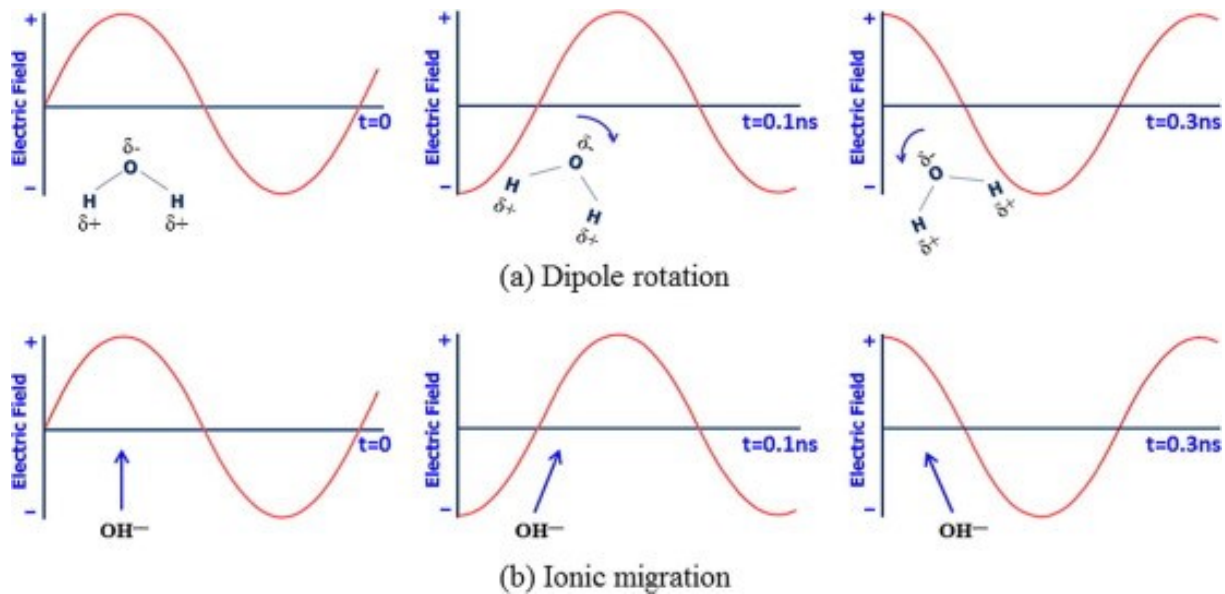 +
Electric Field
−
t=0
δ-
O
H
H
δ+
δ+
+
Electric Field
−
t=0.1ns
δ-
O
H
δ+
H
δ+
+
Electric Field
−
t=0.3ns
δ-
O
H
δ+
H
δ+
(a) Dipole rotation
+
Electric Field
−
t=0
OH—
+
Electric Field
−
t=0.1ns
OH—
+
Electric Field
−
t=0.3ns
OH—
(b) Ionic migration